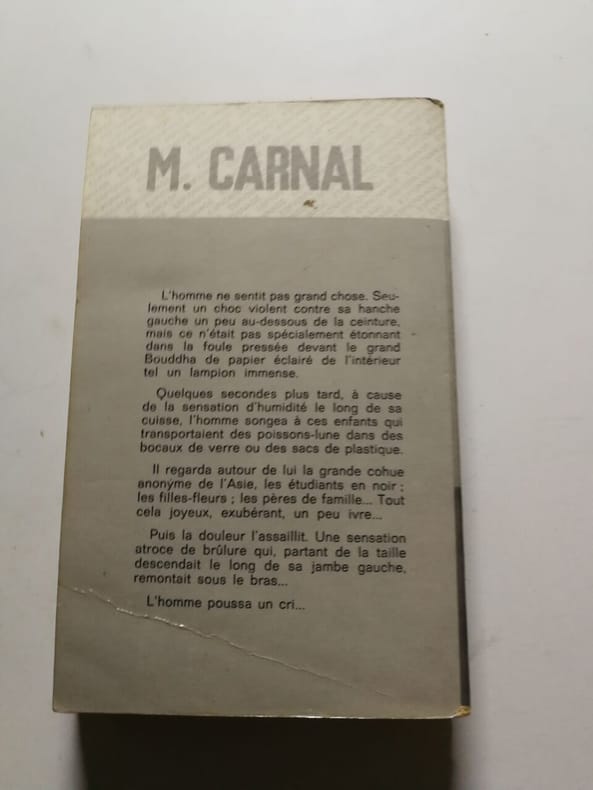 M. CARNAL
L'homme ne sentit pas grand chose. Seu-
lement un choc violent contre sa hanche
gauche un peu au-dessous de la ceinture,
mais ce n'était pas spécialement étonnant
dans la foule pressée devant le grand
Bouddha de papier éclairé de l'intérieur
tel un lampion immense.
Quelques secondes plus tard, à cause
de la sensation d'humidité le long de sa
cuisse, l'homme songea à ces enfants qui
transportaient des poissons-lune dans des
bocaux de verre ou des sacs de plastique.
Il regarda autour de lui la grande cohue
anonyme de l'Asie, les étudiants en noir ;
les filles-fleurs ; les pères de famille... Tout
cela joyeux, exubérant, un peu ivre...
Puis la douleur l'assaillit. Une sensation
atroce de brûlure qui, partant de la taille
descendait le long de sa jambe gauche,
remontait sous le bras...
L'homme poussa un cri...